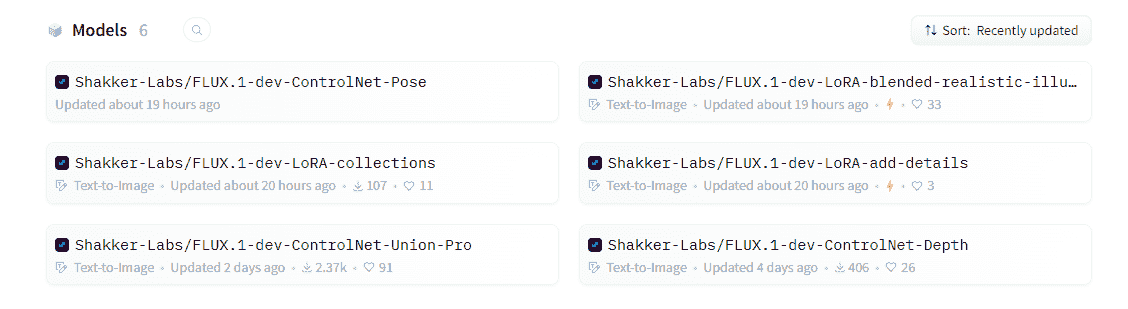 Models 6
Sort: Recently updated
Shakker-Labs/FLUX.1-dev-ControlNet-Pose
Updated about 19 hours ago
Shakker-Labs/FLUX.1-dev-LoRA-blended-realistic-illu…
Text-to-Image • Updated about 19 hours ago • • 33
Shakker-Labs/FLUX.1-dev-LoRA-collections
Text-to-Image • Updated about 20 hours ago • 107 • 11
Shakker-Labs/FLUX.1-dev-LoRA-add-details
Text-to-Image • Updated about 20 hours ago • • 3
Shakker-Labs/FLUX.1-dev-ControlNet-Union-Pro
Text-to-Image • Updated 2 days ago • 2.37k • 91
Shakker-Labs/FLUX.1-dev-ControlNet-Depth
Text-to-Image • Updated 4 days ago • 406 • 26